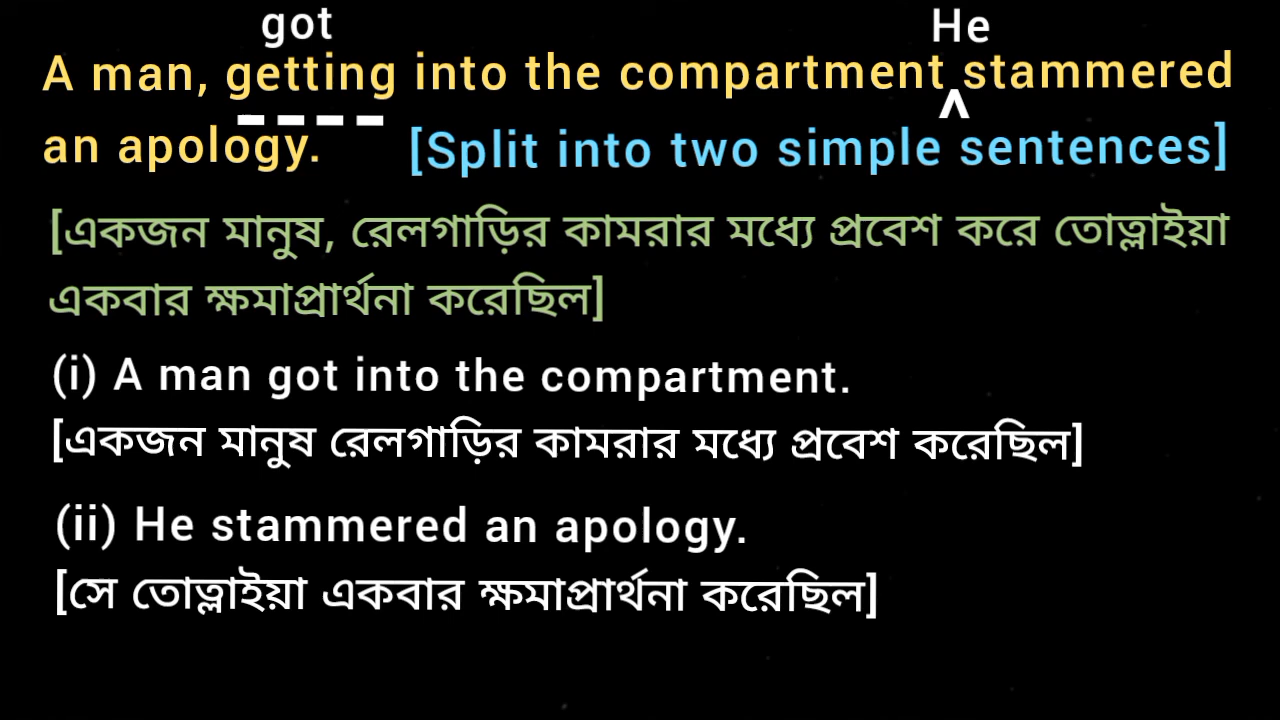 got He
A man, getting into the compartment ^ stammered
an apology. [Split into two simple sentences]
[একজন মানুষ, রেলগাড়ির কামরার মধ্যে প্রবেশ করে তোত্লাইয়া
একবার ক্ষমাপ্রার্থনা করেছিল]
(i) A man got into the compartment.
[একজন মানুষ রেলগাড়ির কামরার মধ্যে প্রবেশ করেছিল]
(ii) He stammered an apology.
[সে তোত্লাইয়া একবার ক্ষমাপ্রার্থনা করেছিল]